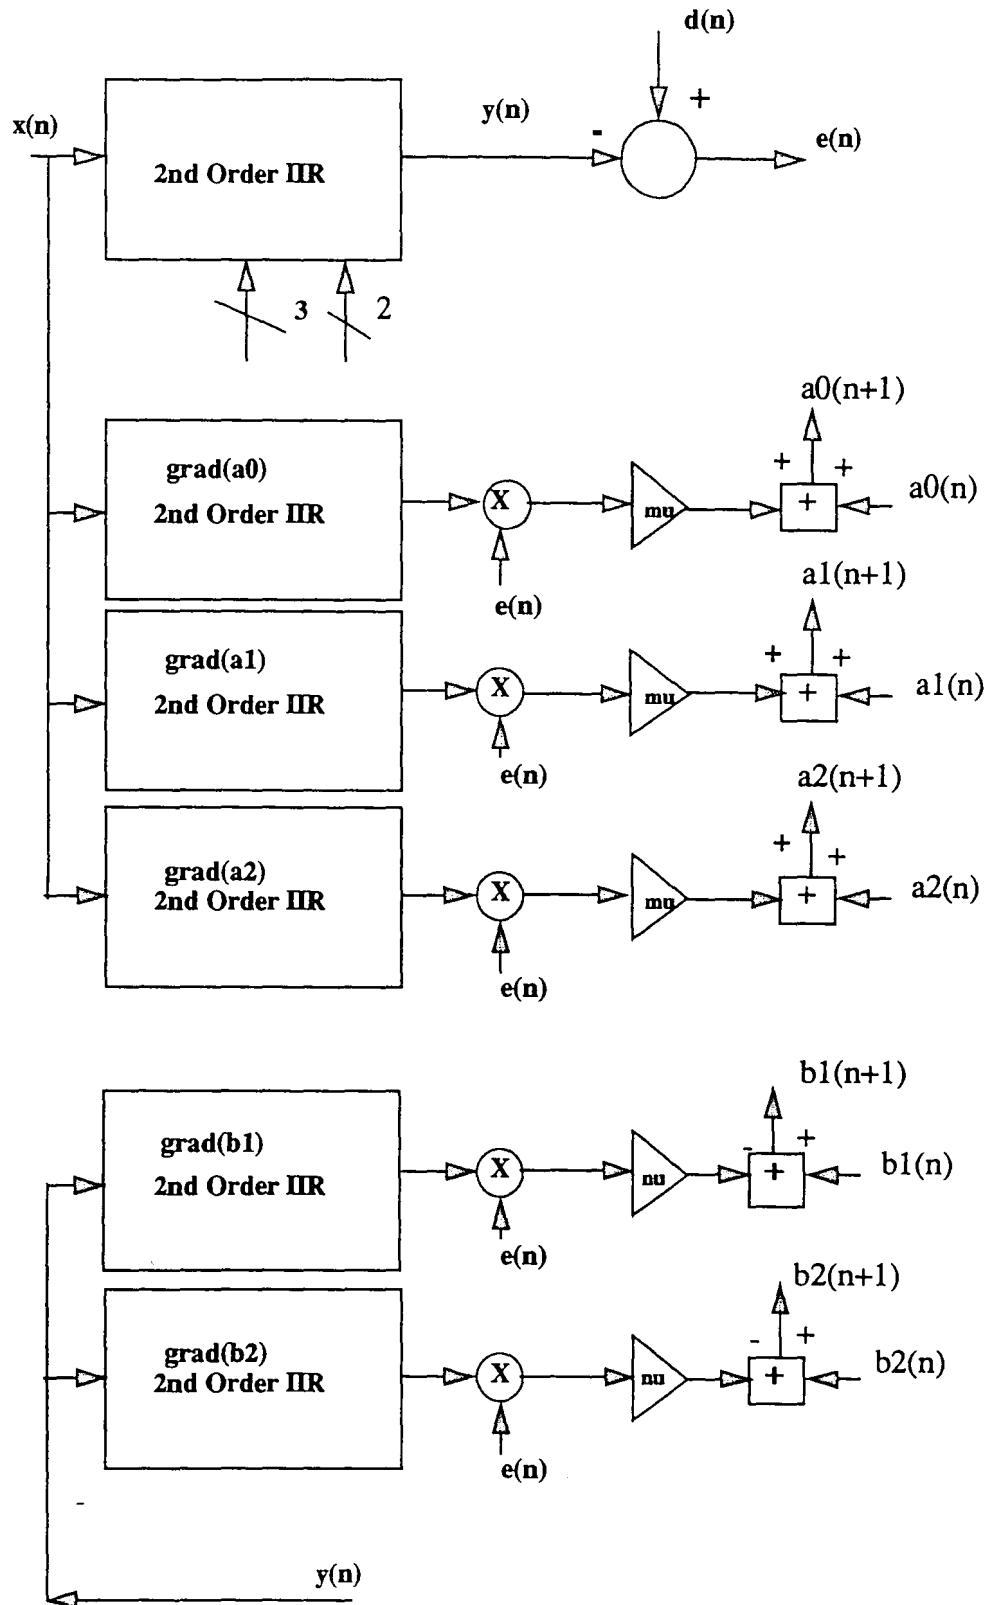 d(n)
x(n)
y(n)
-
+
e(n)
2nd Order IIR
3
2
a0(n+1)
grad(a0)
2nd Order IIR
X
mu
+
+
+
a0(n)
e(n)
a1(n+1)
grad(a1)
2nd Order IIR
X
mu
+
+
+
a1(n)
e(n)
a2(n+1)
grad(a2)
2nd Order IIR
X
mu
+
+
+
a2(n)
e(n)
b1(n+1)
grad(b1)
2nd Order IIR
X
nu
-
+
+
b1(n)
e(n)
b2(n+1)
grad(b2)
2nd Order IIR
X
nu
-
+
+
b2(n)
e(n)
y(n)